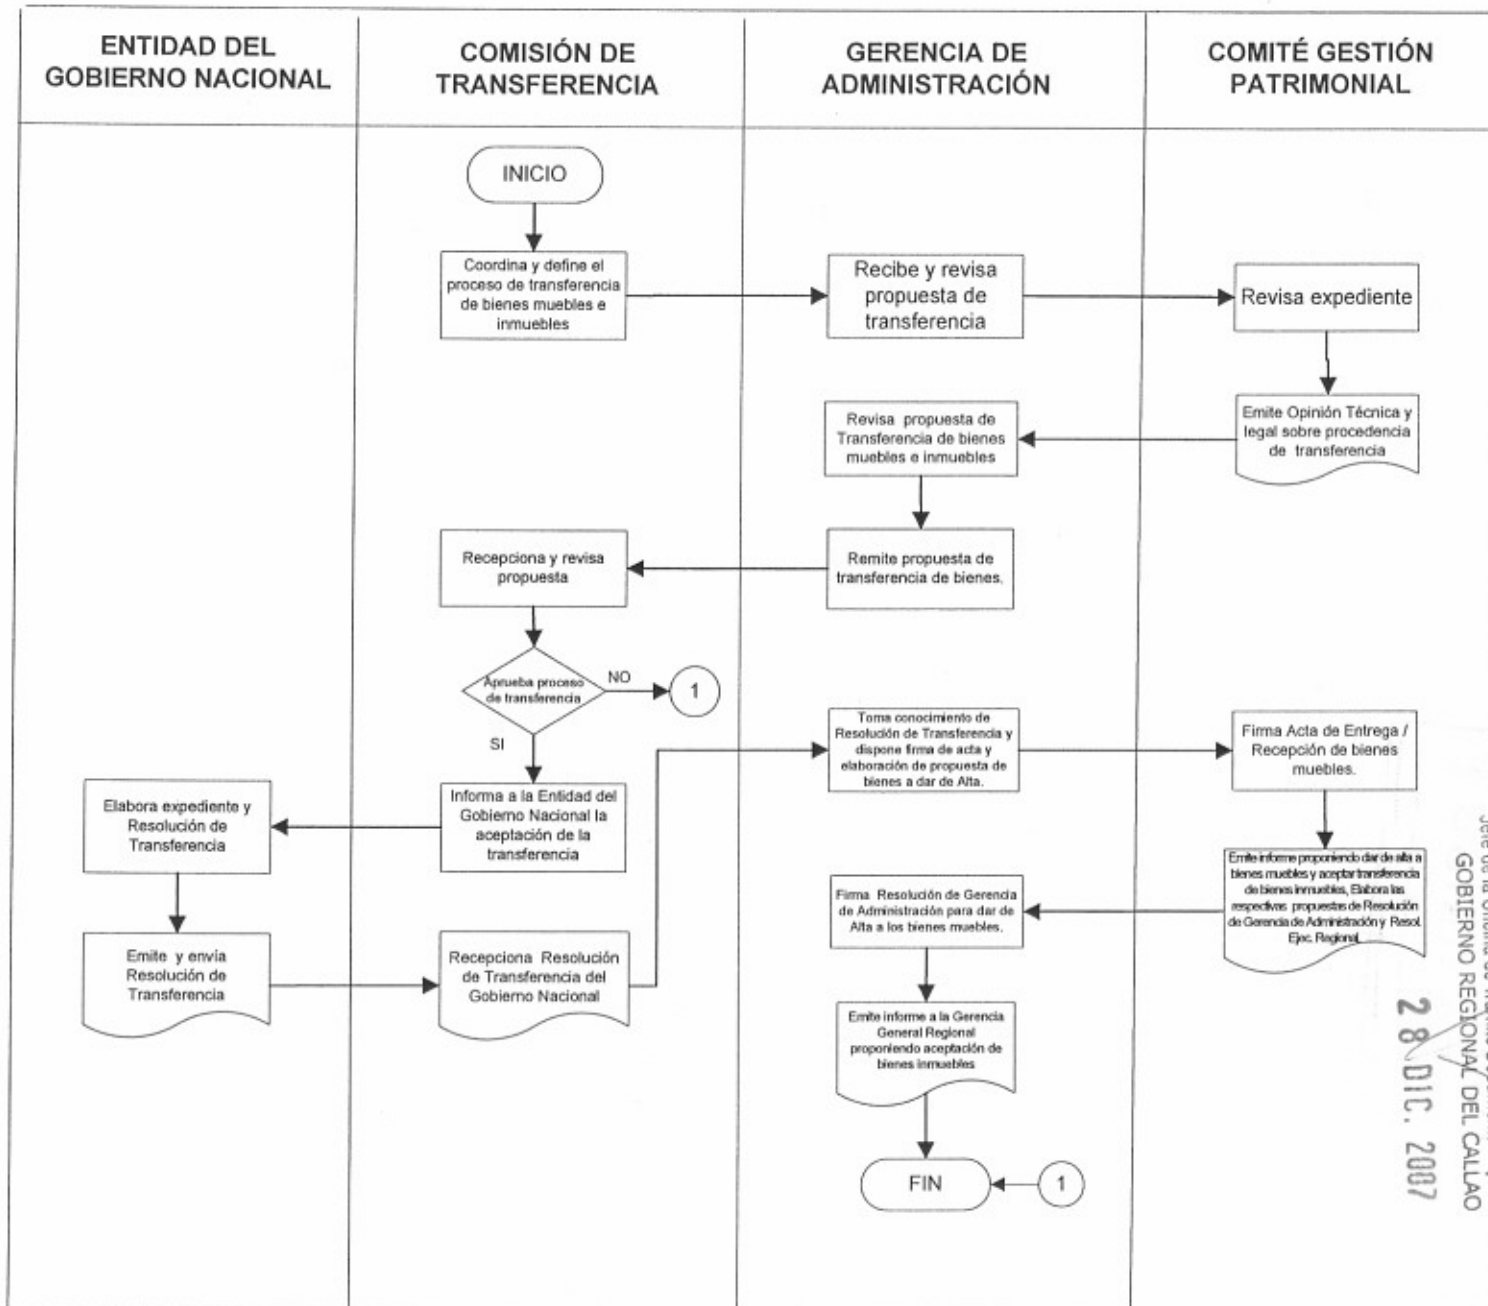 ENTIDAD DEL
GOBIERNO NACIONAL
COMISIÓN DE
TRANSFERENCIA
GERENCIA DE
ADMINISTRACIÓN
COMITÉ GESTIÓN
PATRIMONIAL
INICIO
Coordina y define el
proceso de transferencia
de bienes muebles e
inmuebles
Recibe y revisa
propuesta de
transferencia
Revisa expediente
Emite Opinión Técnica y
legal sobre procedencia
de transferencia
Revisa propuesta de
Transferencia de bienes
muebles e inmuebles
Remite propuesta de
transferencia de bienes.
Recepciona y revisa
propuesta
Aprueba proceso
de transferencia
NO
1
SI
Informa a la Entidad del
Gobierno Nacional la
aceptación de la
transferencia
Elabora expediente y
Resolución de
Transferencia
Emite y envía
Resolución de
Transferencia
Recepciona Resolución
de Transferencia del
Gobierno Nacional
Toma conocimiento de
Resolución de Transferencia y
dispone firma de acta y
elaboración de propuesta de
bienes a dar de Alta.
Firma Acta de Entrega /
Recepción de bienes
muebles.
Emite informe proponiendo dar de alta a
bienes muebles y aceptar transferencia
de bienes inmuebles, Elabora las
respectivas propuestas de Resolución
de Gerencia de Administración y Resol.
Ejec. Regional
Firma Resolución de Gerencia
de Administración para dar de
Alta a los bienes muebles.
Emite informe a la Gerencia
General Regional
proponiendo aceptación de
bienes inmuebles
FIN
1
Jefe de la Oficina de
GOBIERNO REGIONAL DEL CALLAO
28 DIC. 2007